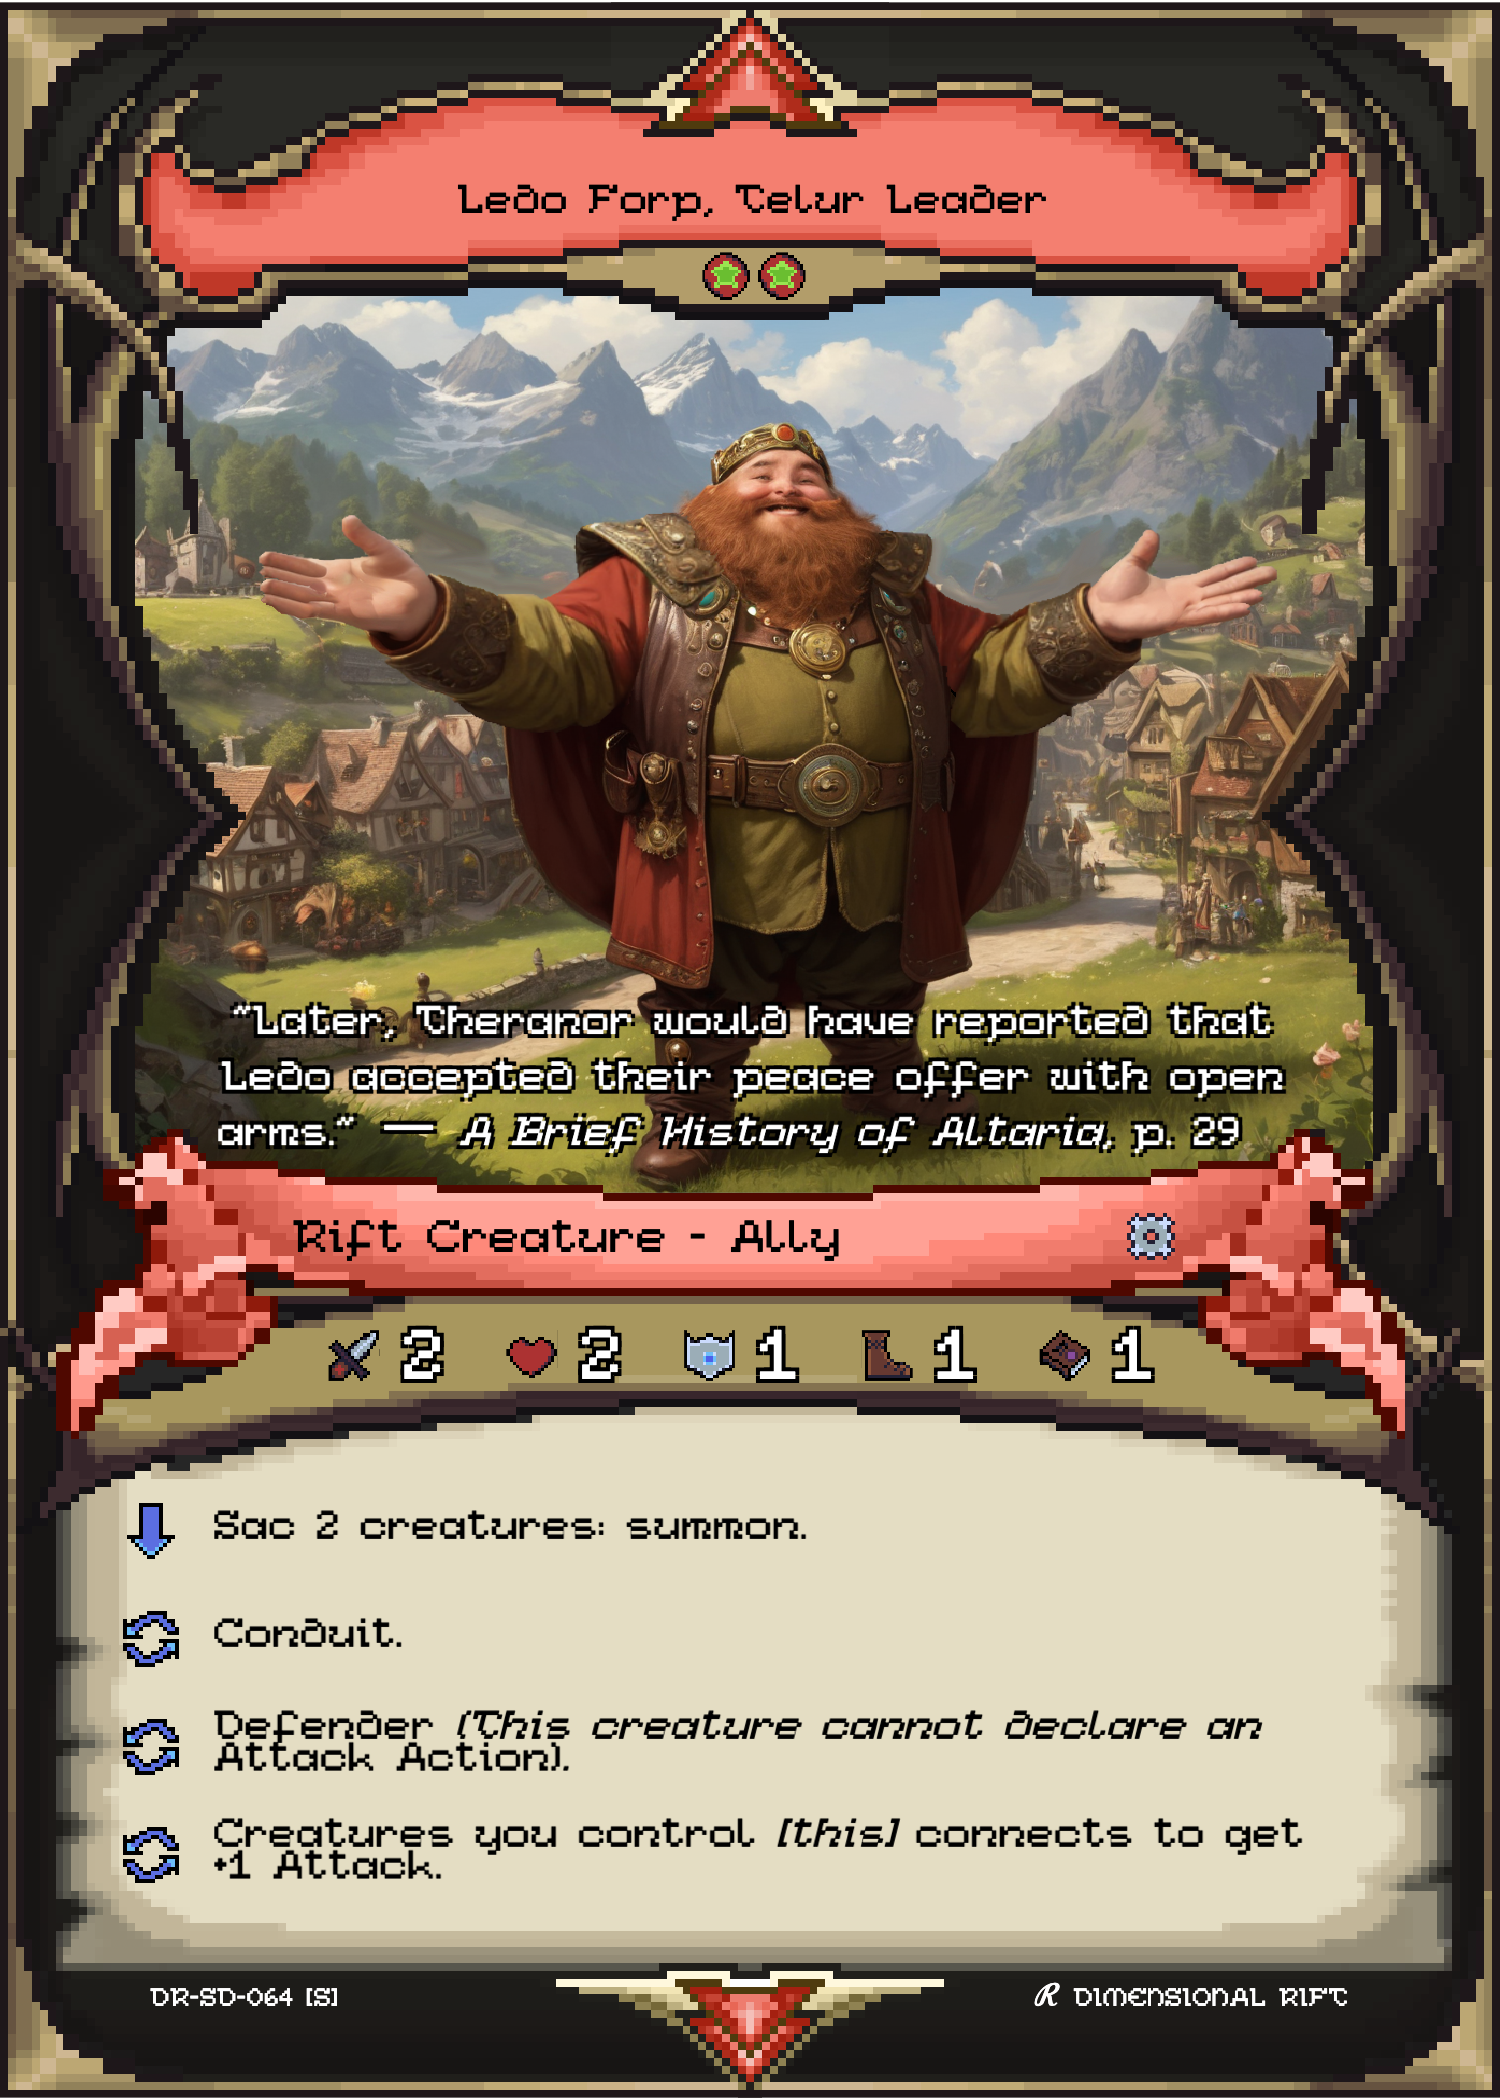 Ledo Forp, Telur Leader
"Later, Theranor would have reported that
Ledo accepted their peace offer with open
arms." — A Brief History of Altaria, p. 29
Rift Creature - Ally
2 2 1 1 1
Sac 2 creatures: summon.
Conduit.
Defender (This creature cannot declare an
Attack Action).
Creatures you control [this] connects to get
+1 Attack.
DR-SD-064 [S]
R DIMENSIONAL RIFT